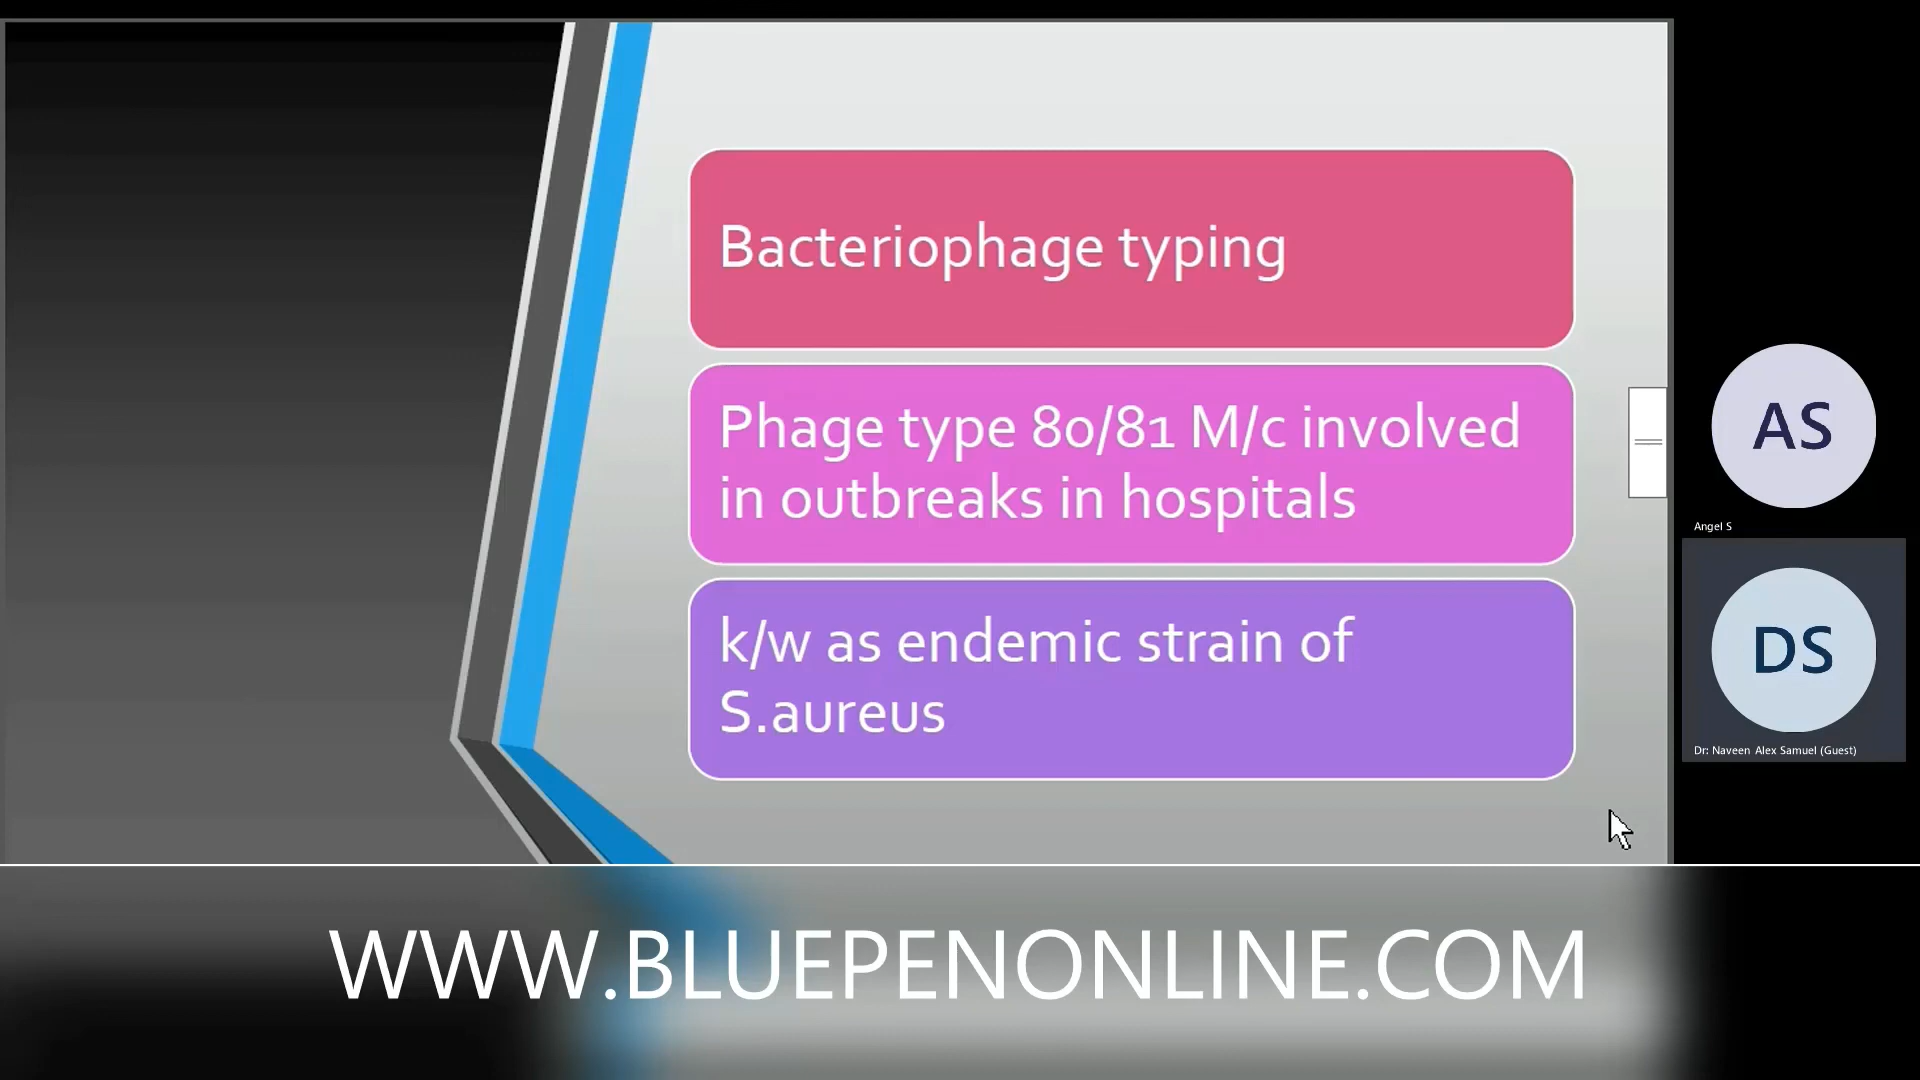 Bacteriophage typing
Phage type 80/81 M/c involved
in outbreaks in hospitals
k/w as endemic strain of
S.aureus
AS
Angel S
DS
Dr: Naveen Alex Samuel (Guest)
WWW.BLUEPENONLINE.COM